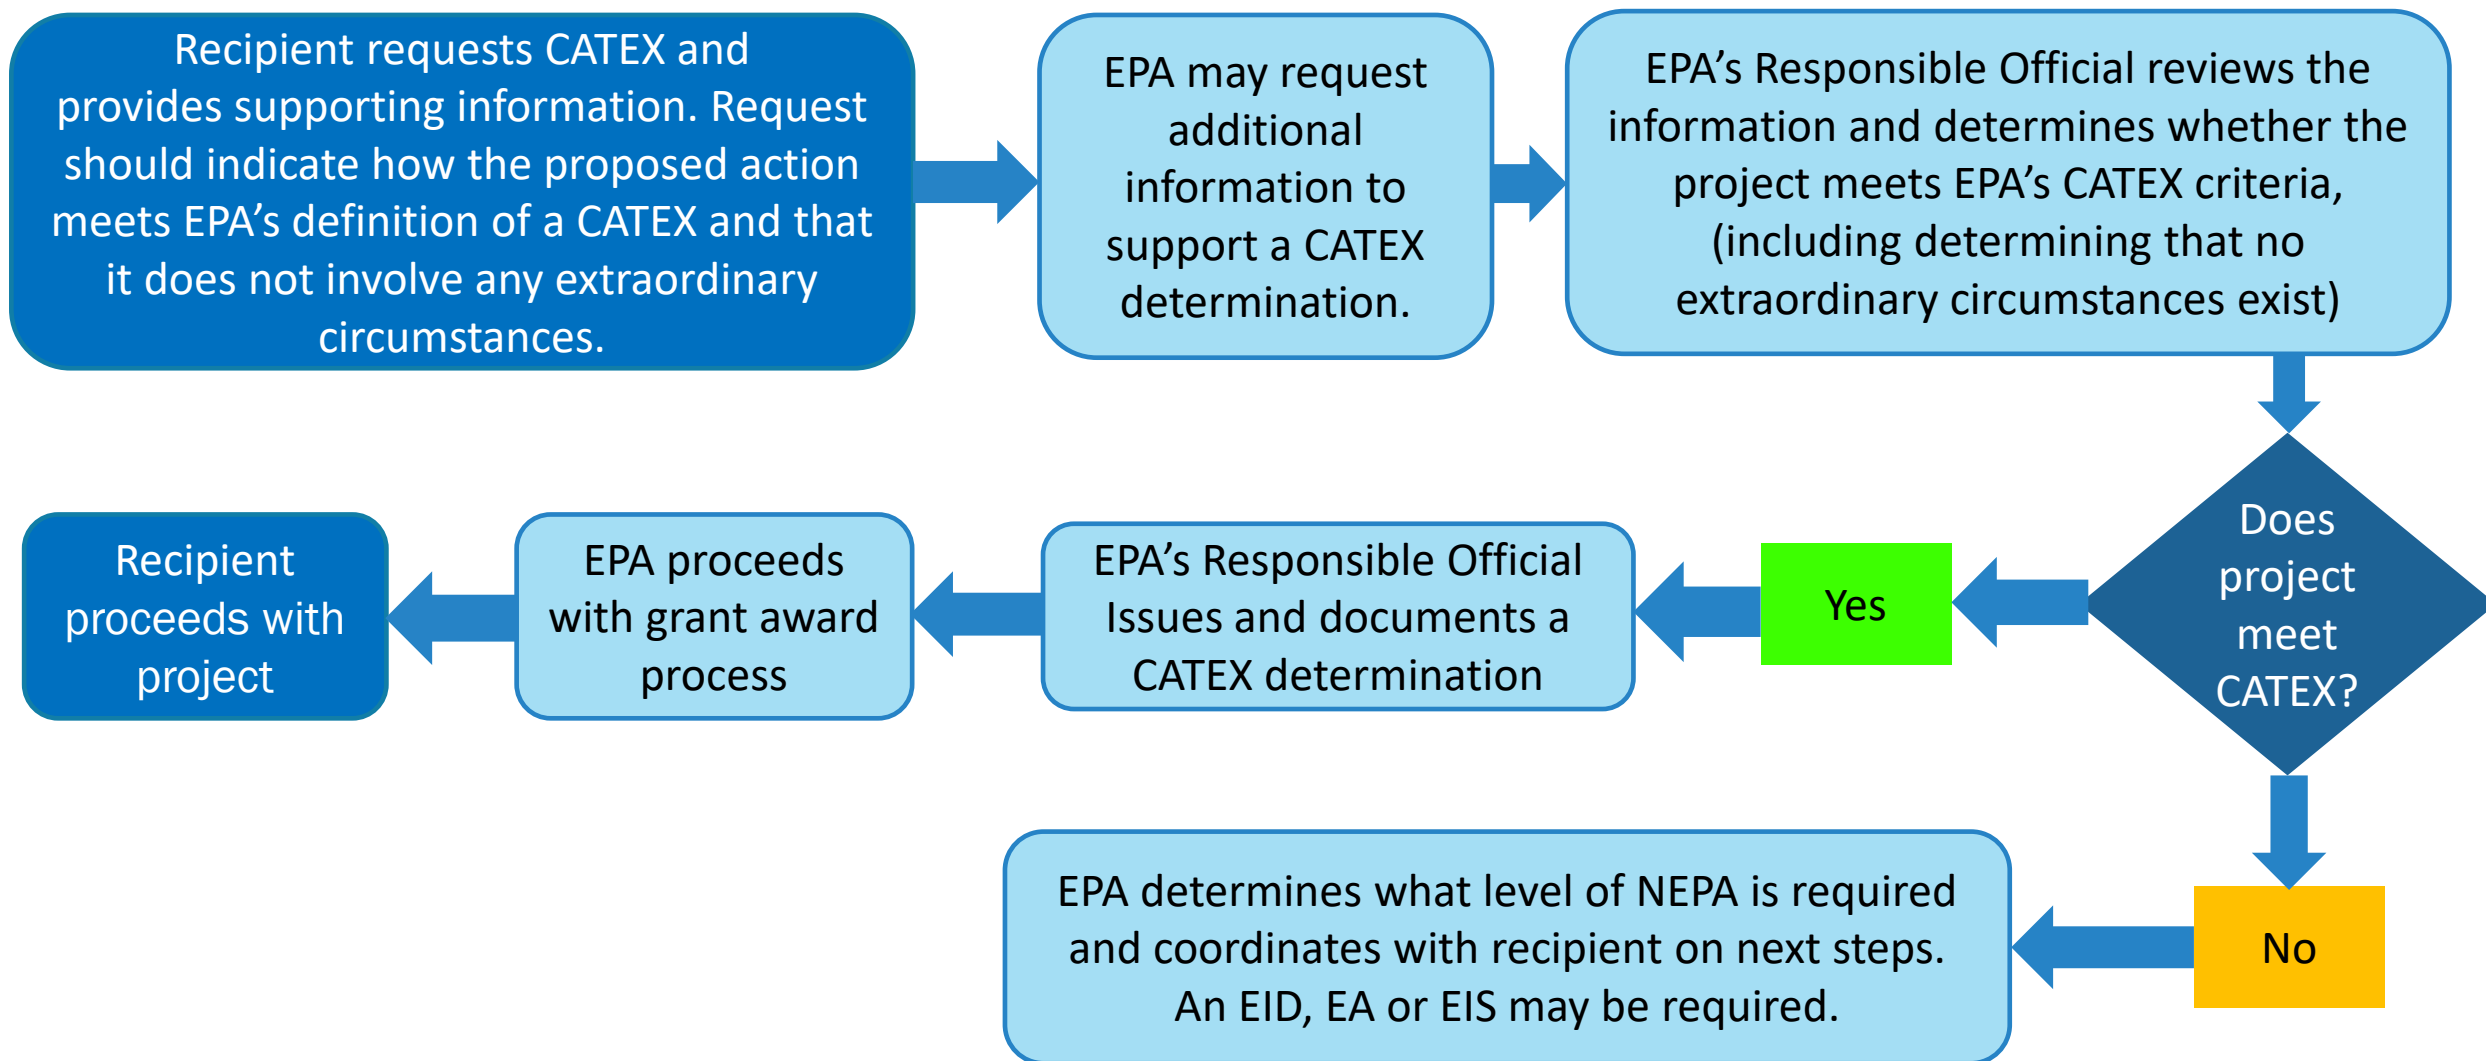 Recipient requests CATEX and
provides supporting information. Request
should indicate how the proposed action
meets EPA’s definition of a CATEX and that
it does not involve any extraordinary
circumstances.
EPA may request
additional
information to
support a CATEX
determination.
EPA’s Responsible Official reviews the
information and determines whether the
project meets EPA’s CATEX criteria,
(including determining that no
extraordinary circumstances exist)
Does
project
meet
CATEX?
Yes
EPA’s Responsible Official
Issues and documents a
CATEX determination
EPA proceeds
with grant award
process
Recipient
proceeds with
project
No
EPA determines what level of NEPA is required
and coordinates with recipient on next steps.
An EID, EA or EIS may be required.